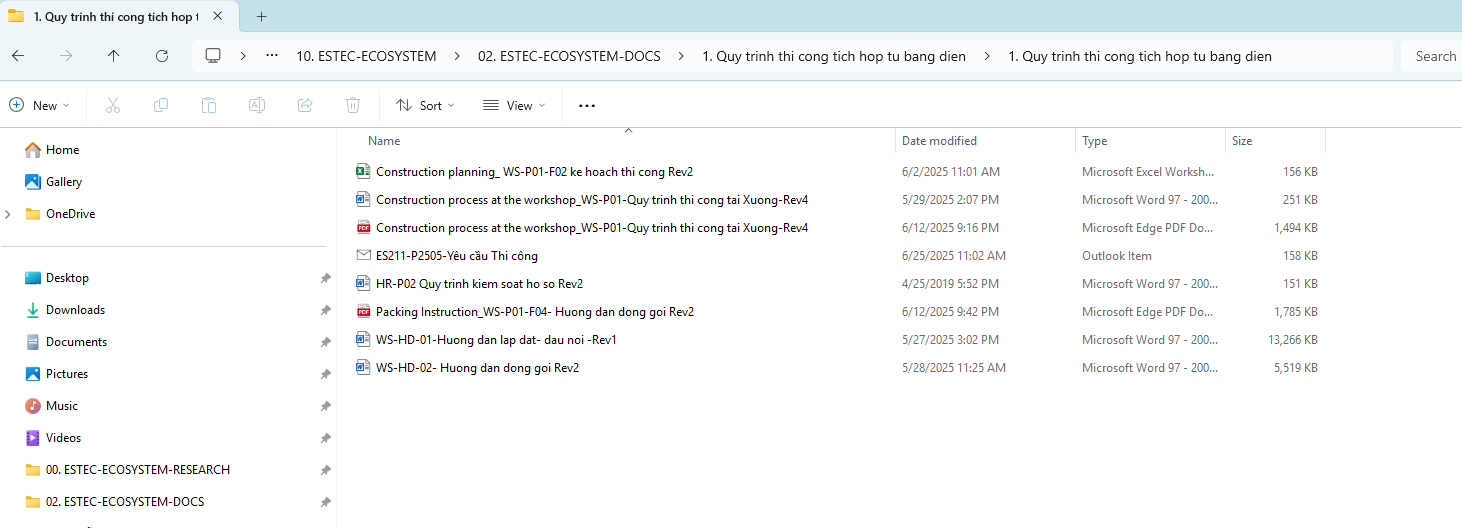 1. Quy trinh thi cong tich hop t
10. ESTEC-ECOSYSTEM 02. ESTEC-ECOSYSTEM-DOCS 1. Quy trinh thi cong tich hop tu bang dien 1. Quy trinh thi cong tich hop tu bang dien Search
New Sort View
Name Date modified Type Size
Home
Gallery
OneDrive
Desktop
Downloads
Documents
Pictures
Music
Videos
00. ESTEC-ECOSYSTEM-RESEARCH
02. ESTEC-ECOSYSTEM-DOCS
Construction planning_ WS-P01-F02 ke hoach thi cong Rev2 6/2/2025 11:01 AM Microsoft Excel Worksh... 156 KB
Construction process at the workshop_WS-P01-Quy trinh thi cong tai Xuong-Rev4 5/29/2025 2:07 PM Microsoft Word 97 - 200... 251 KB
Construction process at the workshop_WS-P01-Quy trinh thi cong tai Xuong-Rev4 6/12/2025 9:16 PM Microsoft Edge PDF Do... 1,494 KB
ES211-P2505-Yêu cầu Thi công 6/25/2025 11:02 AM Outlook Item 158 KB
HR-P02 Quy trinh kiem soat ho so Rev2 4/25/2019 5:52 PM Microsoft Word 97 - 200... 151 KB
Packing Instruction_WS-P01-F04- Huong dan dong goi Rev2 6/12/2025 9:42 PM Microsoft Edge PDF Do... 1,785 KB
WS-HD-01-Huong dan lap dat- dau noi -Rev1 5/27/2025 3:02 PM Microsoft Word 97 - 200... 13,266 KB
WS-HD-02- Huong dan dong goi Rev2 5/28/2025 11:25 AM Microsoft Word 97 - 200... 5,519 KB